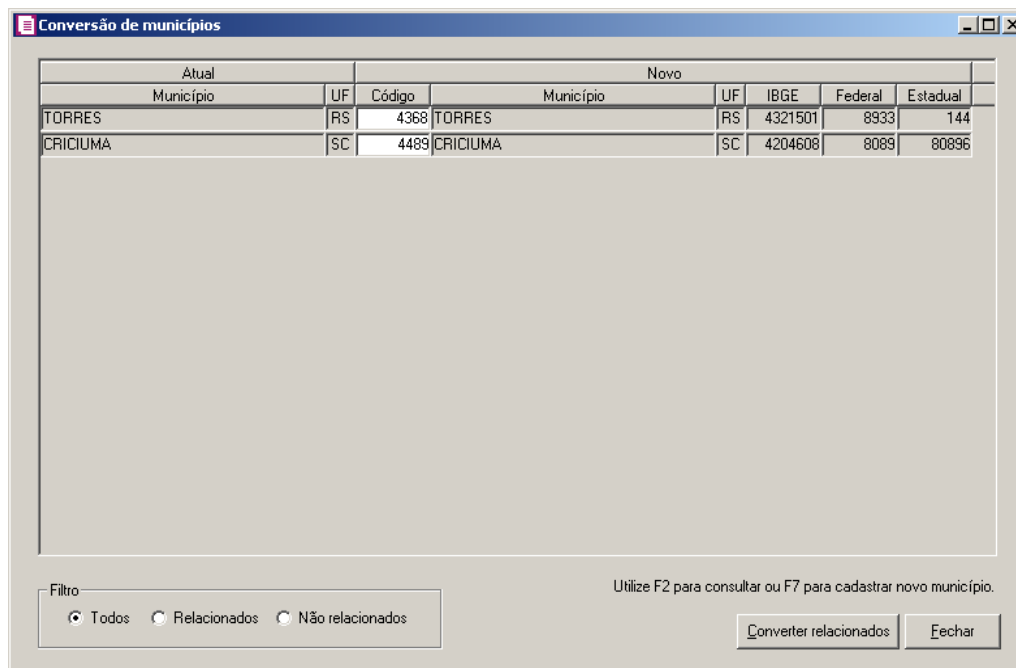 Conversão de municípios
Atual Novo
Município UF Código Município UF IBGE Federal Estadual
TORRES RS 4368 TORRES RS 4321501 8933 144
CRICIUMA SC 4489 CRICIUMA SC 4204608 8089 80896
Filtro
Todos Relacionados Não relacionados
Utilize F2 para consultar ou F7 para cadastrar novo município.
Converter relacionados Fechar